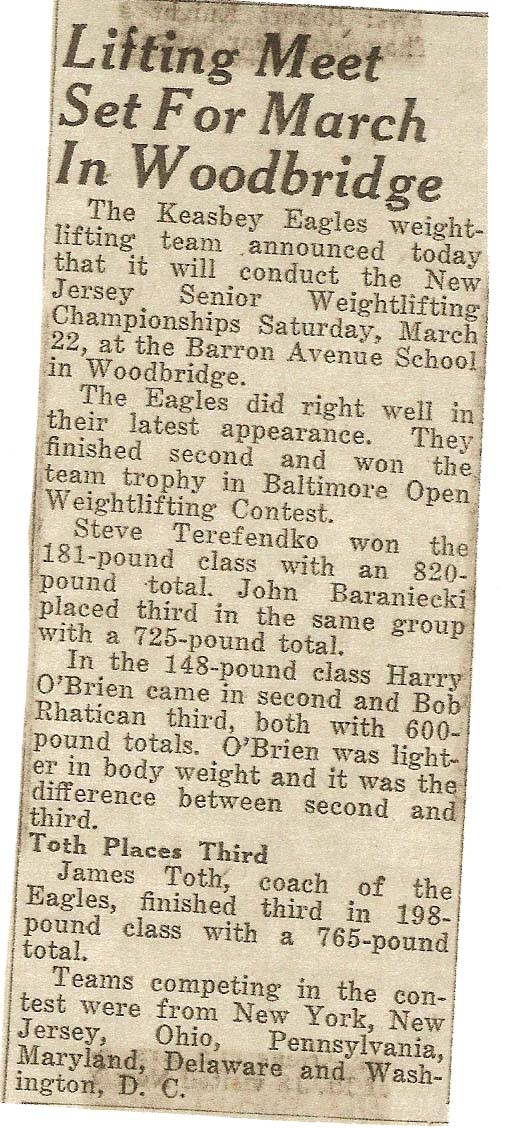 Lifting Meet
Set For March
In Woodbridge
The Keasbey Eagles weight-
lifting team announced today
that it will conduct the New
Jersey Senior Weightlifting
Championships Saturday, March
22, at the Barron Avenue School
in Woodbridge.
The Eagles did right well in
their latest appearance. They
finished second and won the
team trophy in Baltimore Open
Weightlifting Contest.
Steve Terefendko won the
181-pound class with an 820-
pound total. John Baraniecki
placed third in the same group
with a 725-pound total.
In the 148-pound class Harry
O'Brien came in second and Bob
Rhatican third, both with 600-
pound totals. O'Brien was light-
er in body weight and it was the
difference between second and
third.
Toth Places Third
James Toth, coach of the
Eagles, finished third in 198-
pound class with a 765-pound
total.
Teams competing in the con-
test were from New York, New
Jersey, Ohio, Pennsylvania,
Maryland, Delaware and Wash-
ington, D. C.